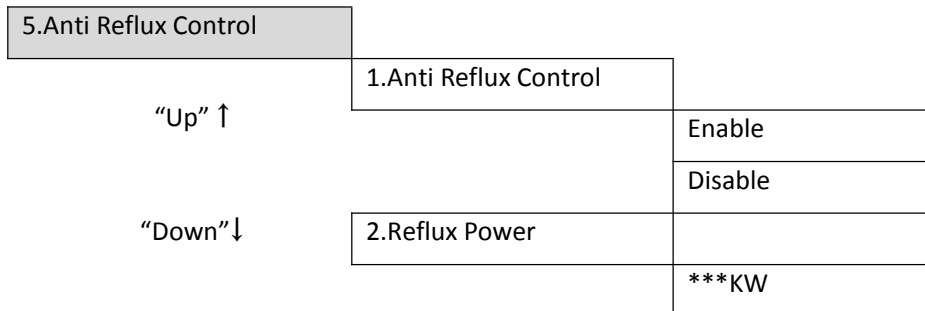 5.Anti Reflux Control
1.Anti Reflux Control
“Up” ↑
Enable
Disable
“Down”↓
2.Reflux Power
***KW